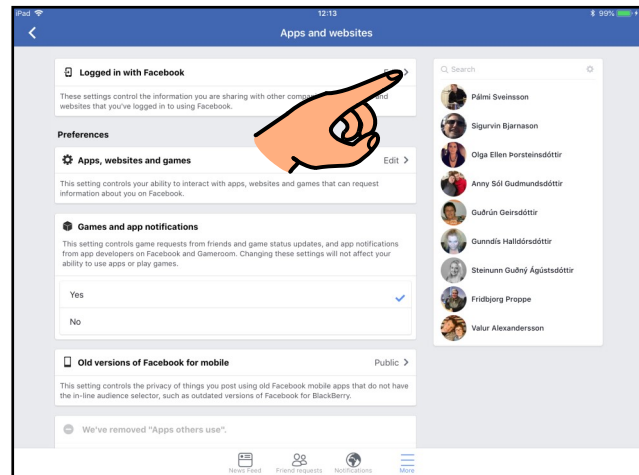 iPad 12:13 99%
Apps and websites
Logged in with Facebook
These settings control the information you are sharing with other and
websites that you've logged in to using Facebook.
Preferences
Apps, websites and games Edit
This setting controls your ability to interact with apps, websites and games that can request
information about you on Facebook.
Games and app notifications
This setting controls game requests from friends and game status updates, and app notifications
from app developers on Facebook and Gameroom. Changing these settings will not affect your
ability to use apps or play games.
Yes
No
Old versions of Facebook for mobile Public
This setting controls the privacy of things you post using old Facebook mobile apps that do not have
the in-line audience selector, such as outdated versions of Facebook for BlackBerry.
We've removed "Apps others use".
Search
Pálmi Sveinsson
Sigurvin Bjarnason
Olga Ellen Þorsteinsdóttir
Anny Sól Gudmundsdóttir
Guðrún Geirsdóttir
Gunndís Halldórsdóttir
Steinunn Guðný Ágústsdóttir
Fridbjorg Proppe
Valur Alexandersson
News Feed Friend requests Notifications More